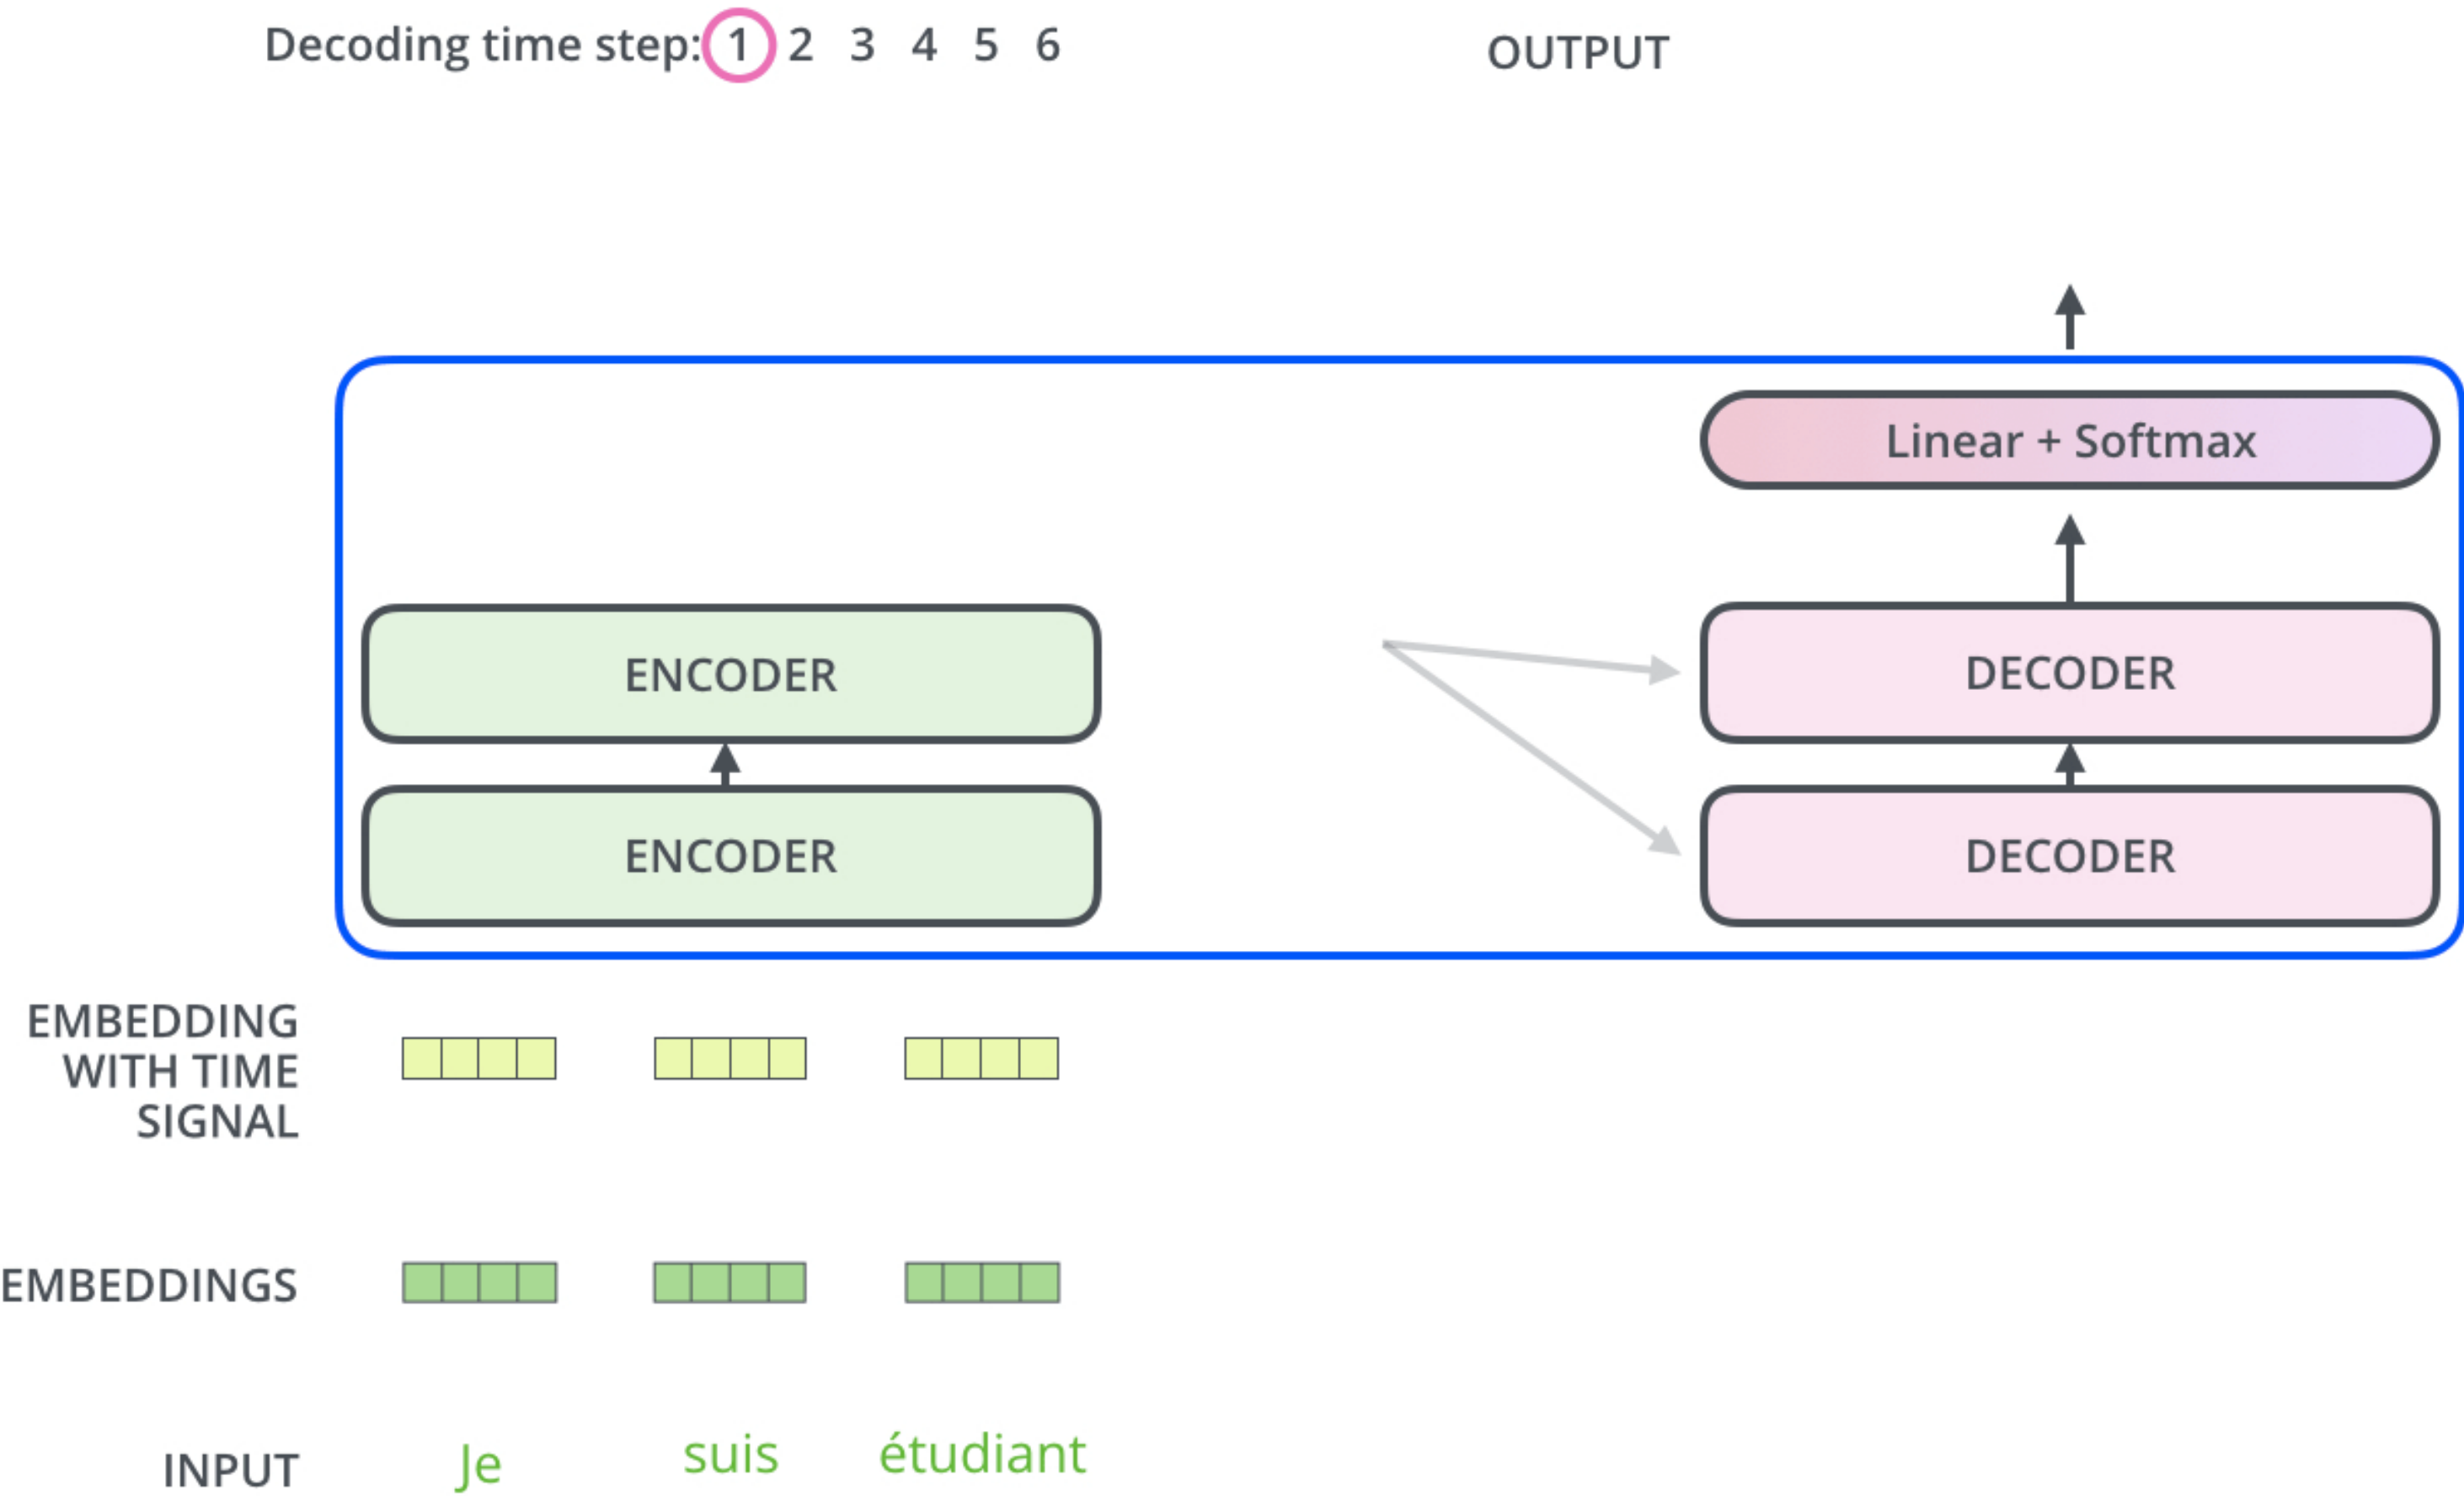 Decoding time step: 1 2 3 4 5 6
OUTPUT
Linear + Softmax
ENCODER
DECODER
ENCODER
DECODER
EMBEDDING
WITH TIME
SIGNAL
EMBEDDINGS
INPUT Je suis étudiant